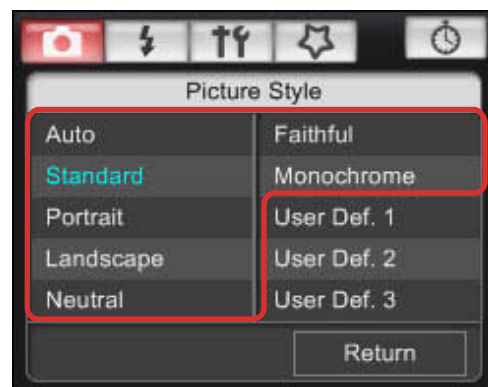 Picture Style
Auto
Standard
Portrait
Landscape
Neutral
Faithful
Monochrome
User Def. 1
User Def. 2
User Def. 3
Return